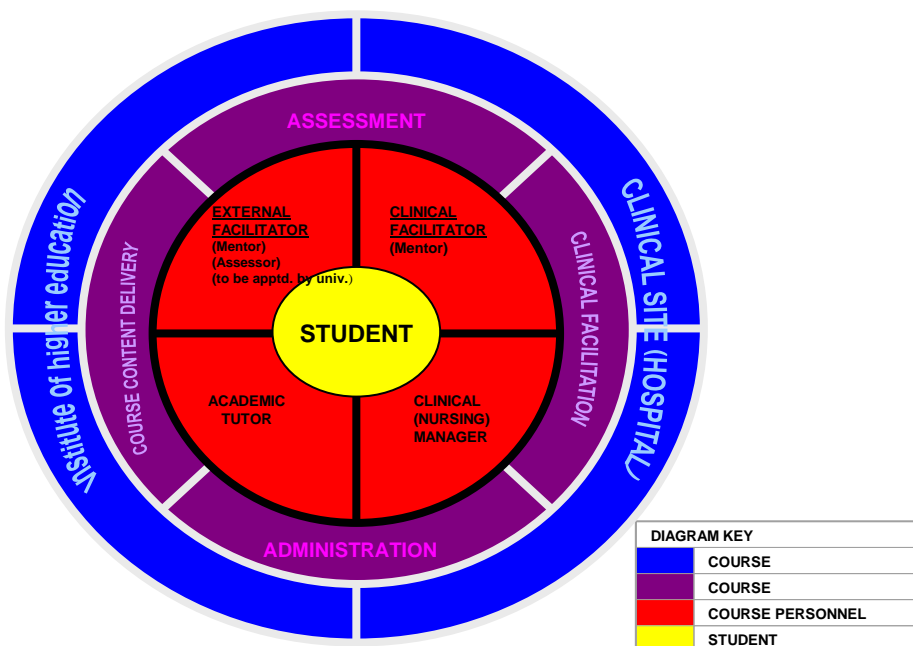 ASSESSMENT
Institute of higher education
COURSE CONTENT DELIVERY
EXTERNAL
FACILITATOR
(Mentor)
(Assessor)
(to be apptd. by univ.)
CLINICAL
FACILITATOR
(Mentor)
CLINICAL FACILITATION
CLINICAL SITE (HOSPITAL)
STUDENT
ACADEMIC
TUTOR
CLINICAL
(NURSING)
MANAGER
ADMINISTRATION
DIAGRAM KEY
COURSE
COURSE
COURSE PERSONNEL
STUDENT